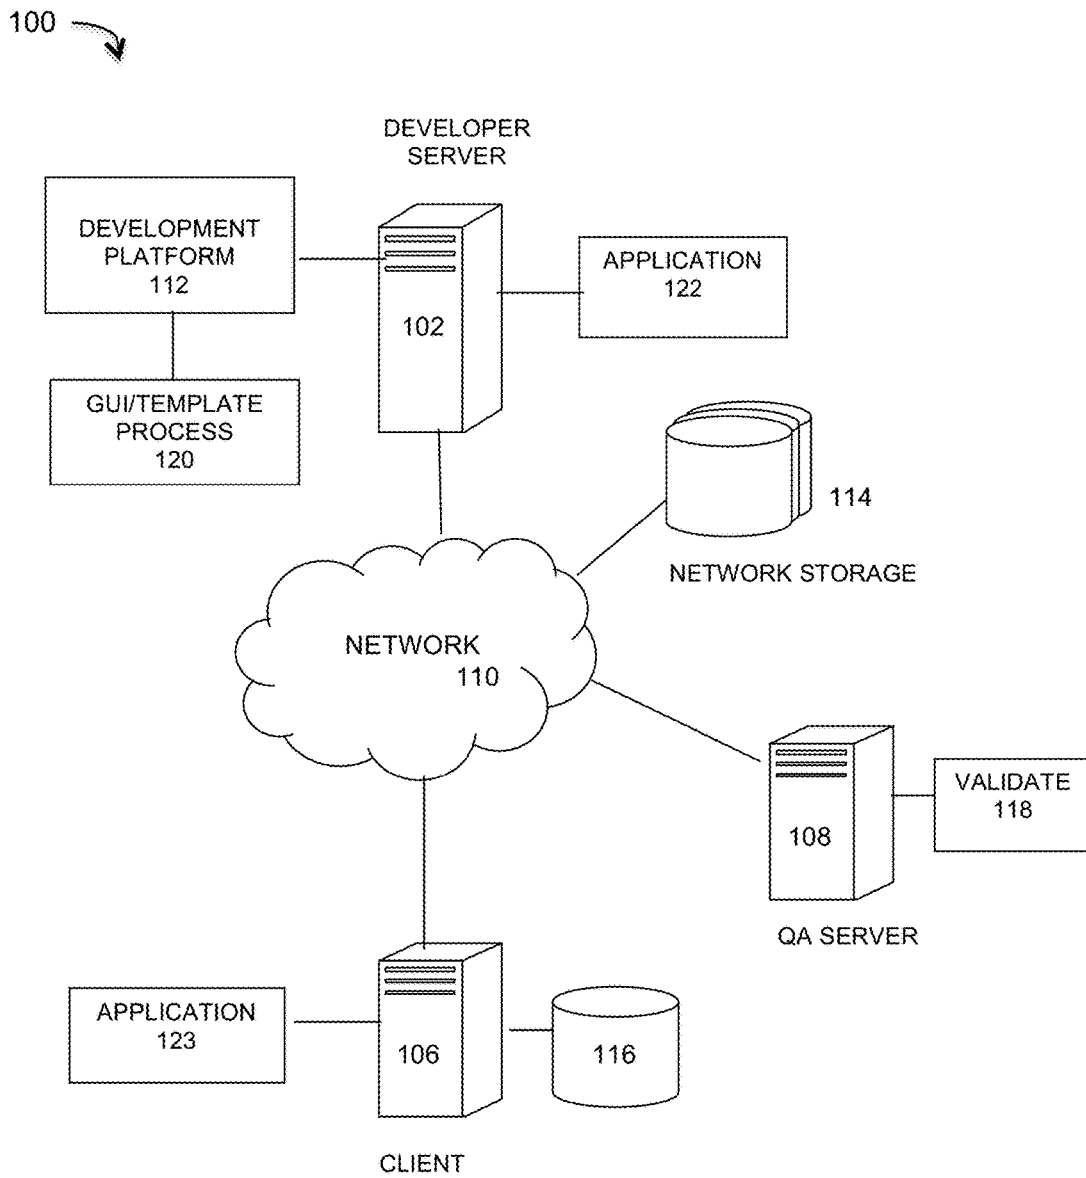 100
DEVELOPER
SERVER
DEVELOPMENT
PLATFORM
112
102
APPLICATION
122
GUI/TEMPLATE
PROCESS
120
114
NETWORK STORAGE
NETWORK
110
VALIDATE
118
108
QA SERVER
APPLICATION
123
106
116
CLIENT